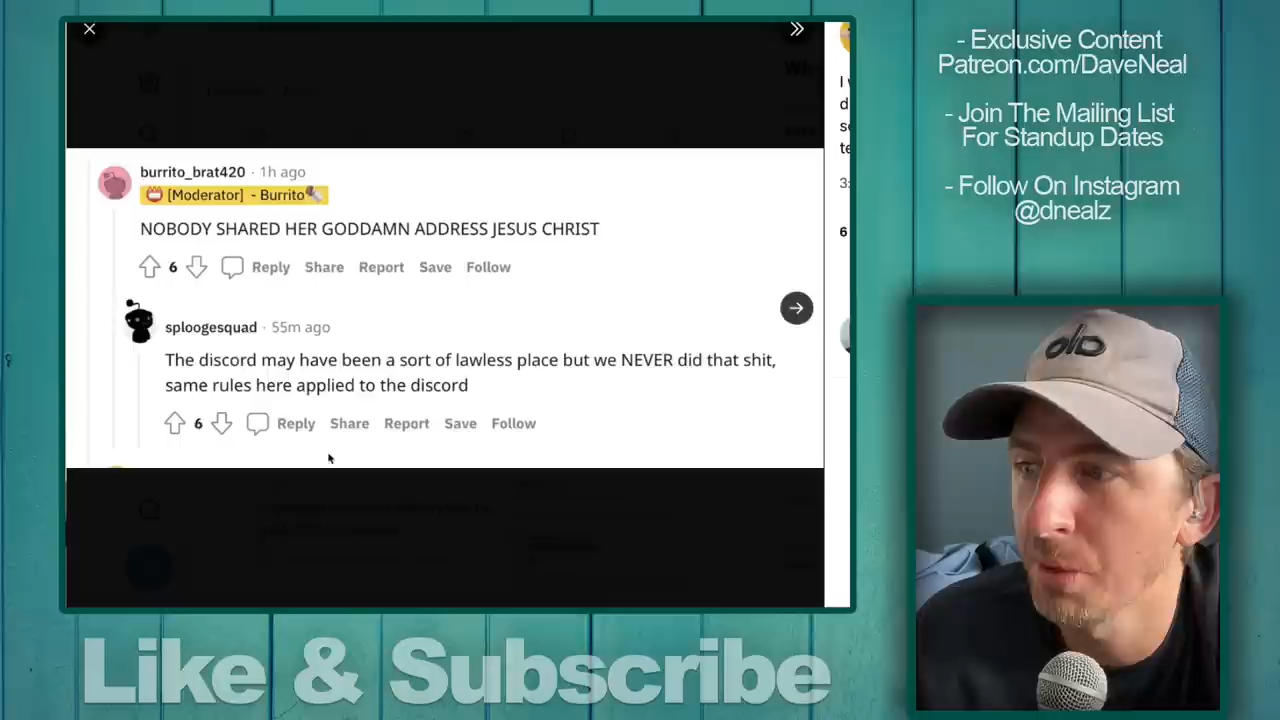 burrito_brat420 · 1h ago
[Moderator] - Burrito
NOBODY SHARED HER GODDAMN ADDRESS JESUS CHRIST
6 Reply Share Report Save Follow
sploogesquad · 55m ago
The discord may have been a sort of lawless place but we NEVER did that shit,
same rules here applied to the discord
6 Reply Share Report Save Follow
- Exclusive Content
Patreon.com/DaveNeal
- Join The Mailing List
For Standup Dates
- Follow On Instagram
@dnealz
Like & Subscribe